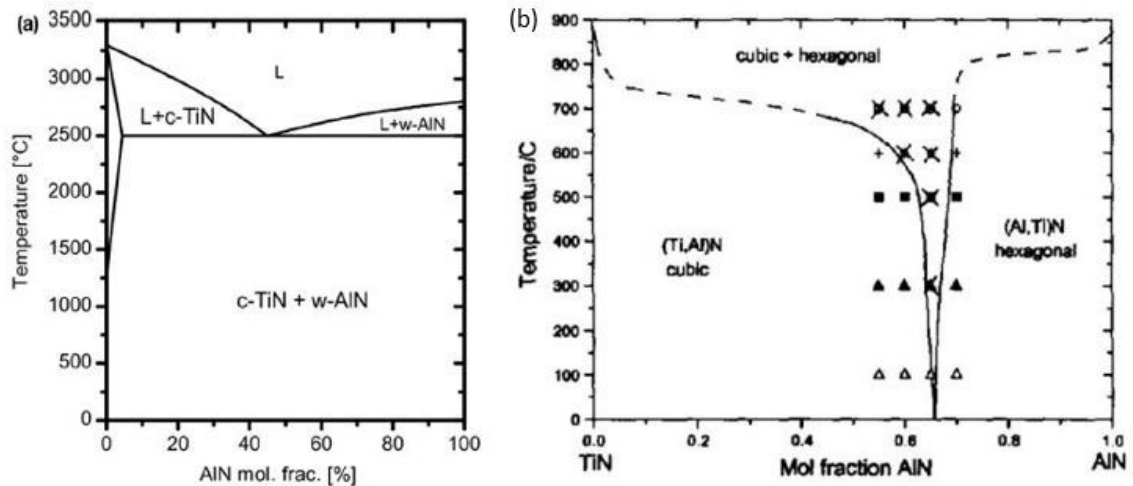 (a)
Temperature [°C]
3500
3000
2500
2000
1500
1000
500
0
L
L+c-TiN
L+w-AlN
c-TiN + w-AlN
0 20 40 60 80 100
AlN mol. frac. [%]
(b)
Temperature/C
900
800
700
600
500
400
300
200
100
0
cubic + hexagonal
(Ti,Al)N
cubic
(Al,Ti)N
hexagonal
0.0 0.2 0.4 0.6 0.8 1.0
TiN Mol fraction AlN AlN